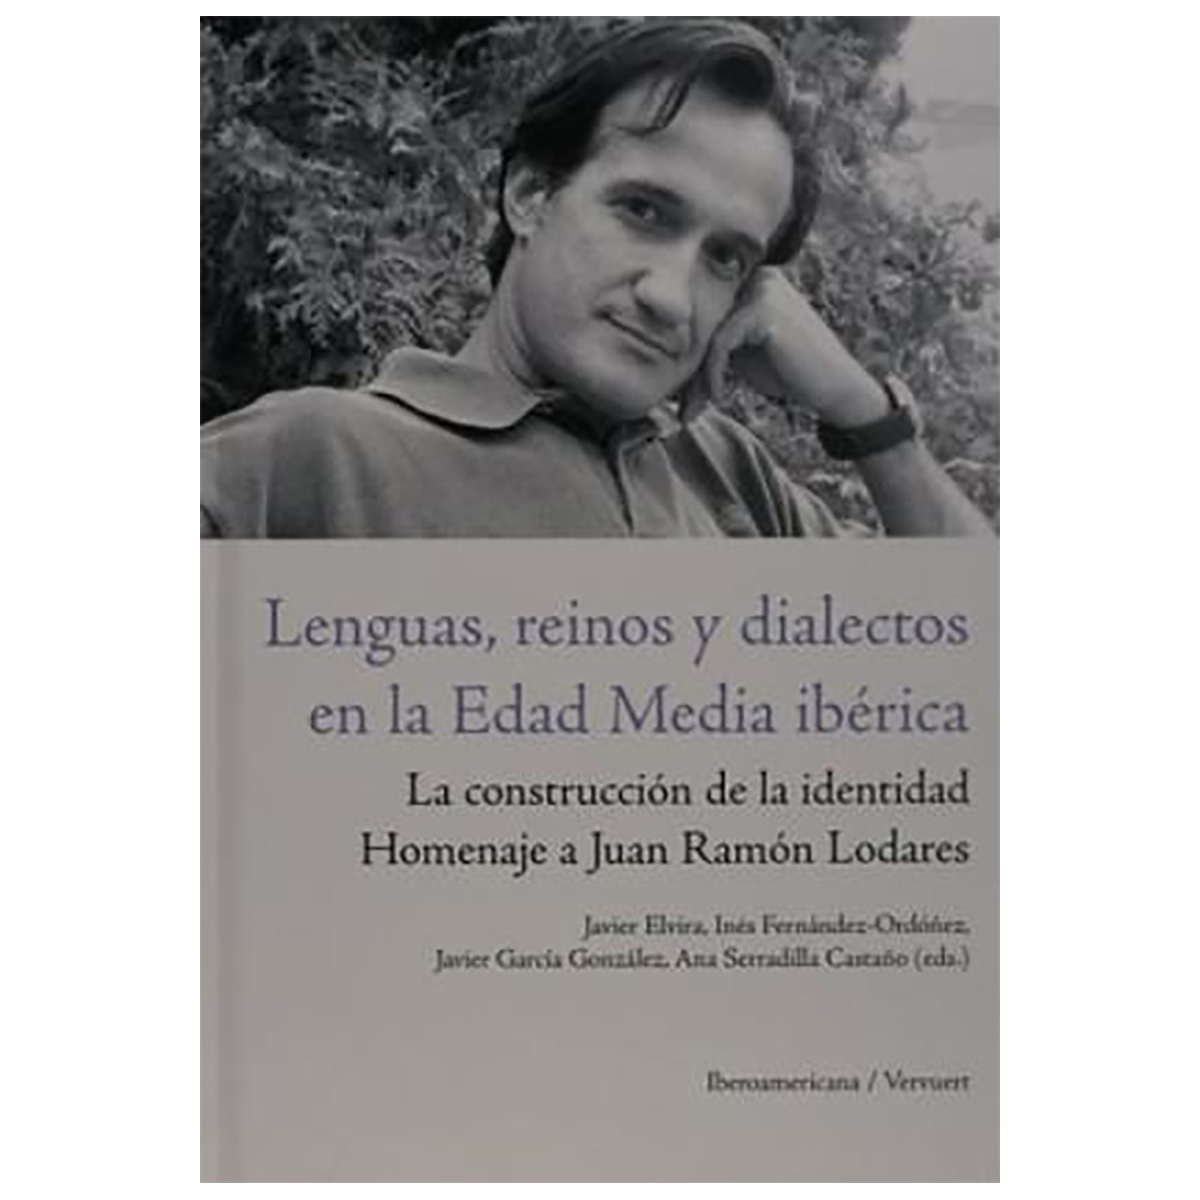 Lenguas, reinos y dialectos
en la Edad Media ibérica
La construcción de la identidad
Homenaje a Juan Ramón Lodares
Javier Elvira, Inés Fernández-Ordóñez,
Javier García González, Ana Serradilla Castaño (eds.)
Iberoamericana / Vervuert